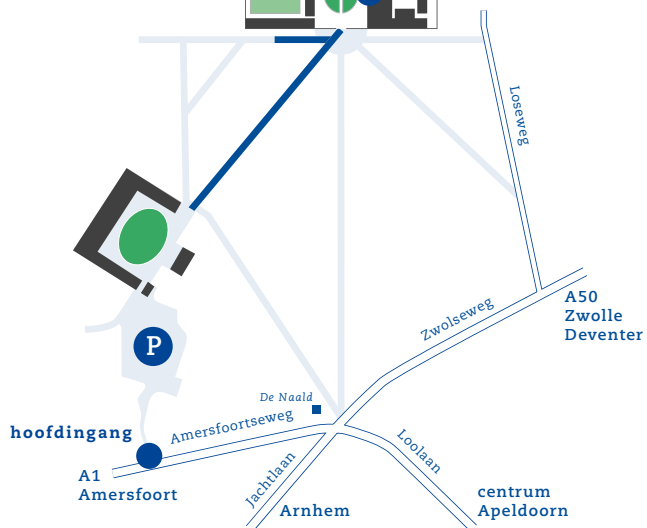 Loseweg
A50
Zwolle
Deventer
Zwolseweg
P
De Naald
hoofdingang
Amersfoortseweg
A1
Amersfoort
Jachtlaan
Loolaan
Arnhem
centrum
Apeldoorn